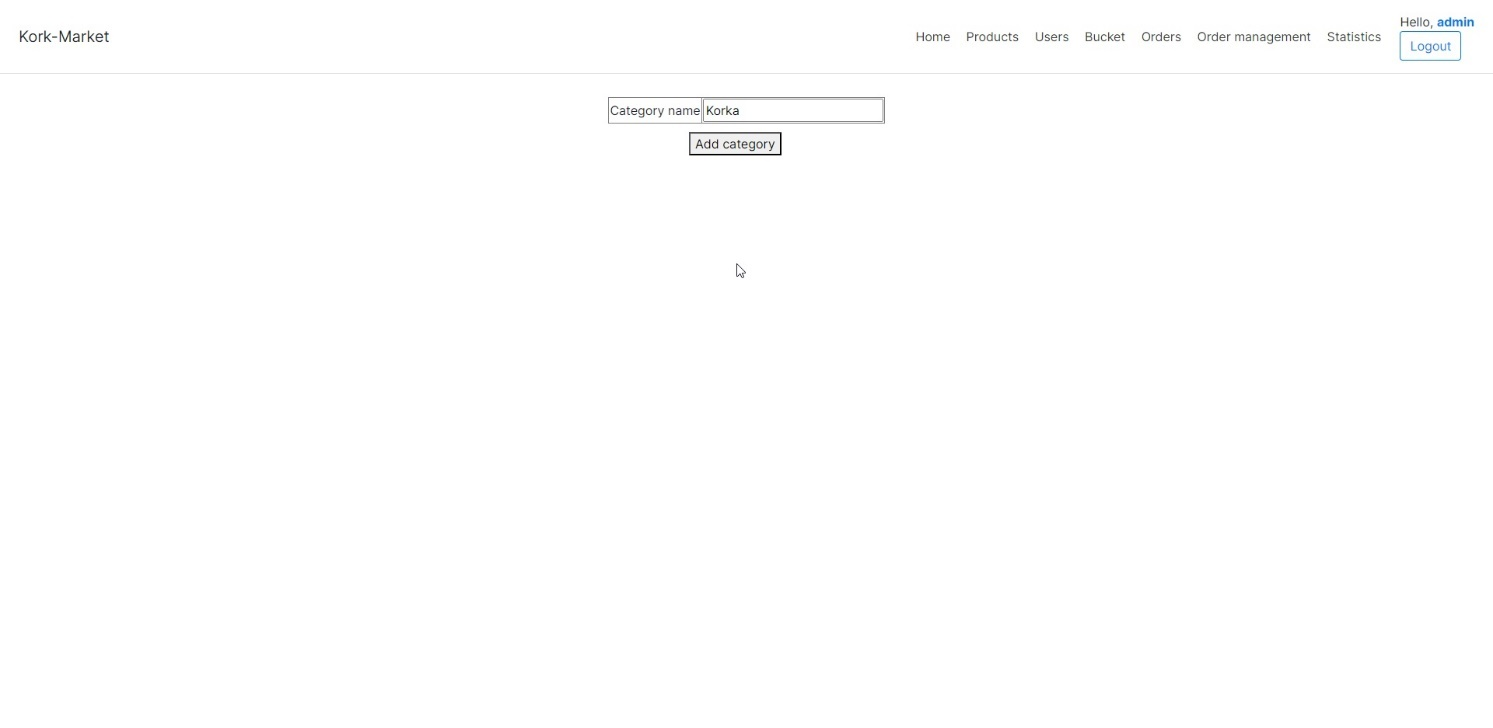 Kork-Market
Home Products Users Bucket Orders Order management Statistics
Hello, admin
Logout
Category name Korka
Add category